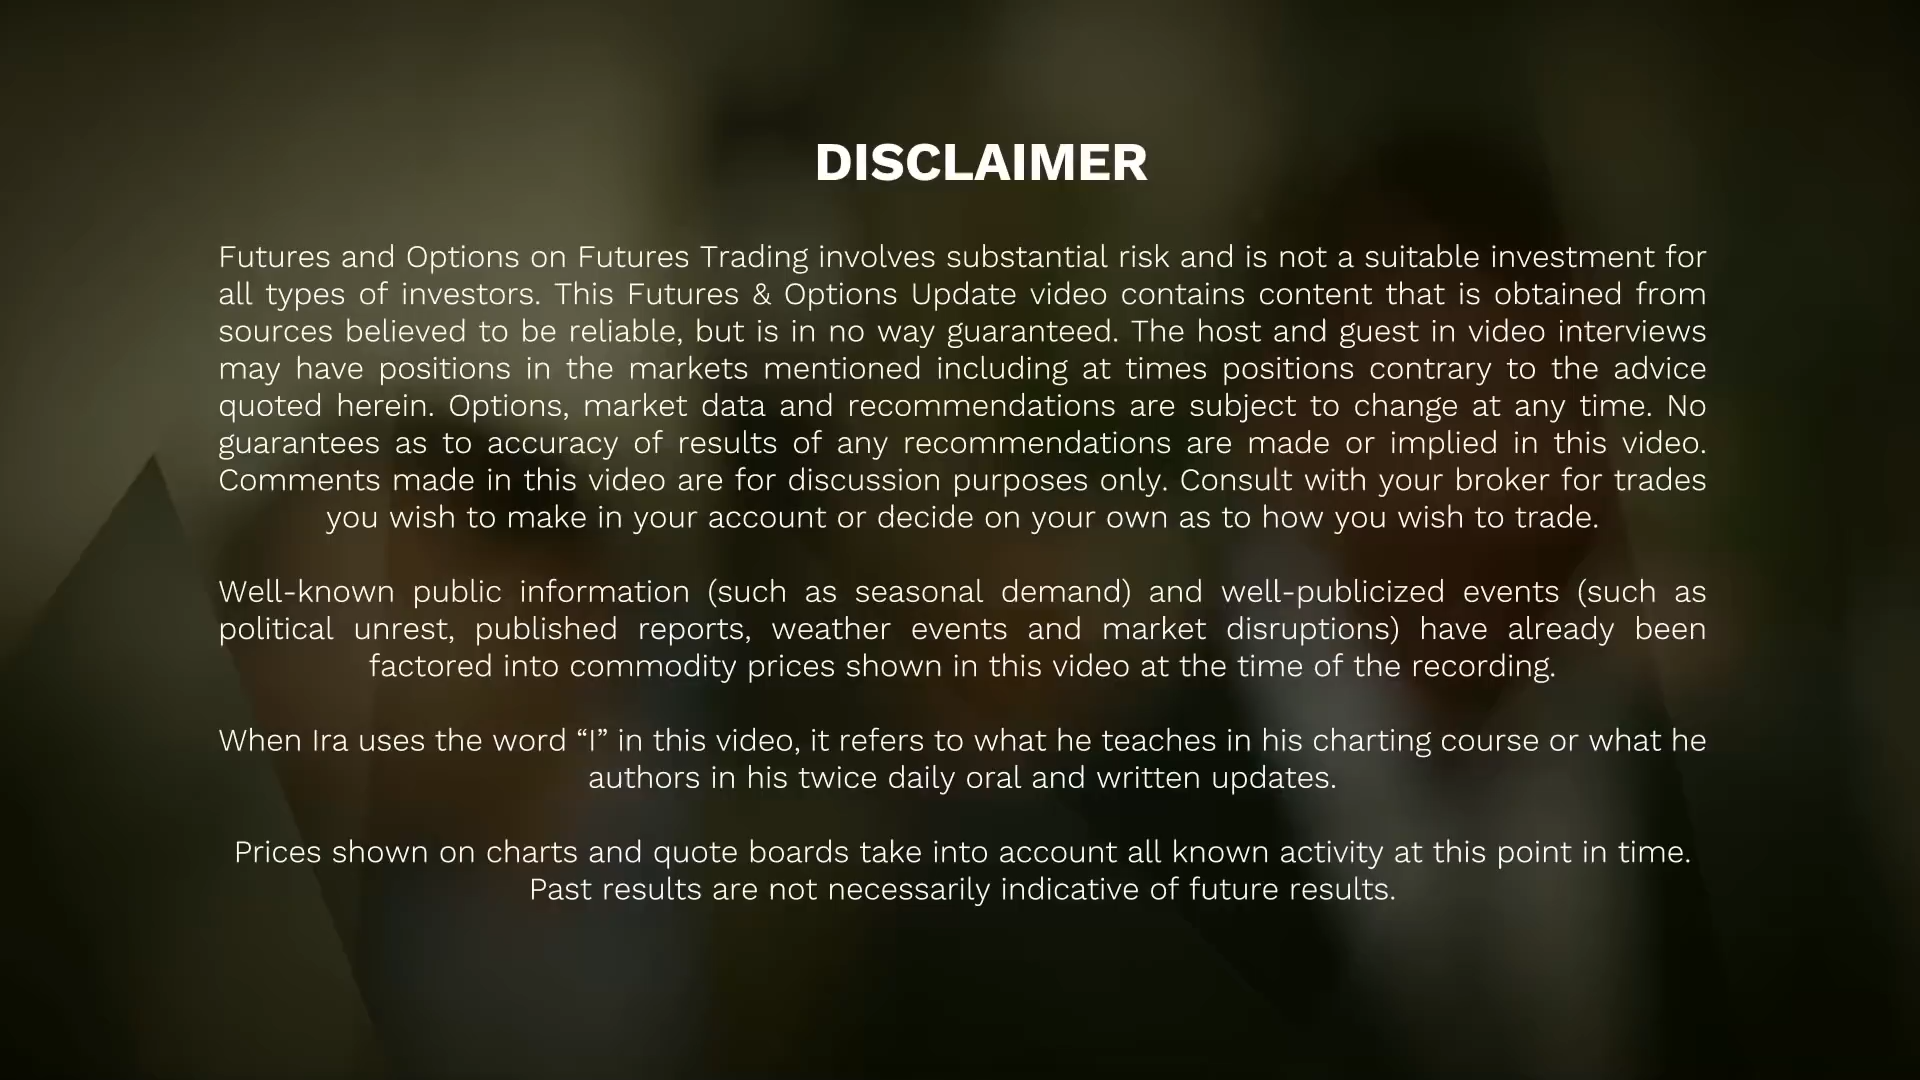 DISCLAIMER
Futures and Options on Futures Trading involves substantial risk and is not a suitable investment for
all types of investors. This Futures & Options Update video contains content that is obtained from
sources believed to be reliable, but is in no way guaranteed. The host and guest in video interviews
may have positions in the markets mentioned including at times positions contrary to the advice
quoted herein. Options, market data and recommendations are subject to change at any time. No
guarantees as to accuracy of results of any recommendations are made or implied in this video.
Comments made in this video are for discussion purposes only. Consult with your broker for trades
you wish to make in your account or decide on your own as to how you wish to trade.
Well-known public information (such as seasonal demand) and well-publicized events (such as
political unrest, published reports, weather events and market disruptions) have already been
factored into commodity prices shown in this video at the time of the recording.
When Ira uses the word “I” in this video, it refers to what he teaches in his charting course or what he
authors in his twice daily oral and written updates.
Prices shown on charts and quote boards take into account all known activity at this point in time.
Past results are not necessarily indicative of future results.